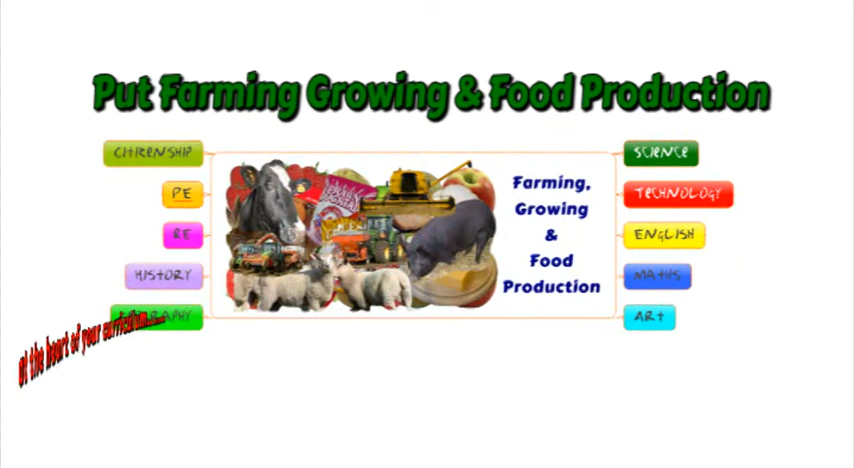 Put Farming Growing & Food Production
CITIZENSHIP
PE
RE
HISTORY
at the heart of your curriculum......
Farming,
Growing
&
Food
Production
SCIENCE
TECHNOLOGY
ENGLISH
MATHS
ART